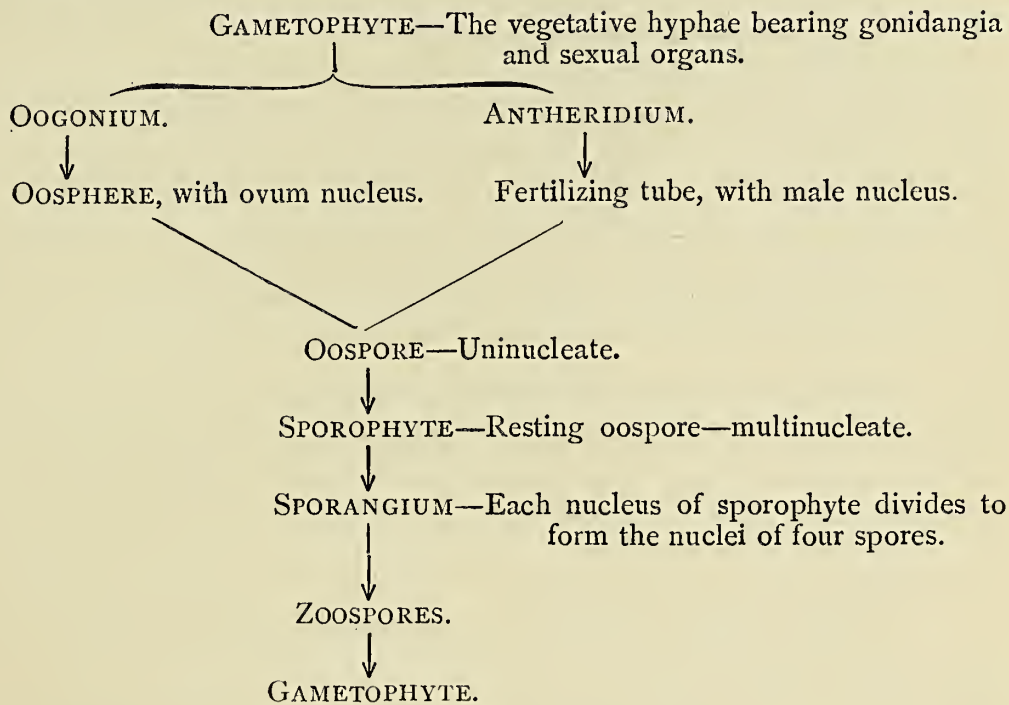 GAMETOPHYTE—The vegetative hyphae bearing gonidangia
and sexual organs.
OOGONIUM. ANTHERIDIUM.
OOSPHERE, with ovum nucleus. Fertilizing tube, with male nucleus.
OOSPORE—Uninucleate.
SPOROPHYTE—Resting oospore—multinucleate.
SPORANGIUM—Each nucleus of sporophyte divides to
form the nuclei of four spores.
ZOOSPORES.
GAMETOPHYTE.